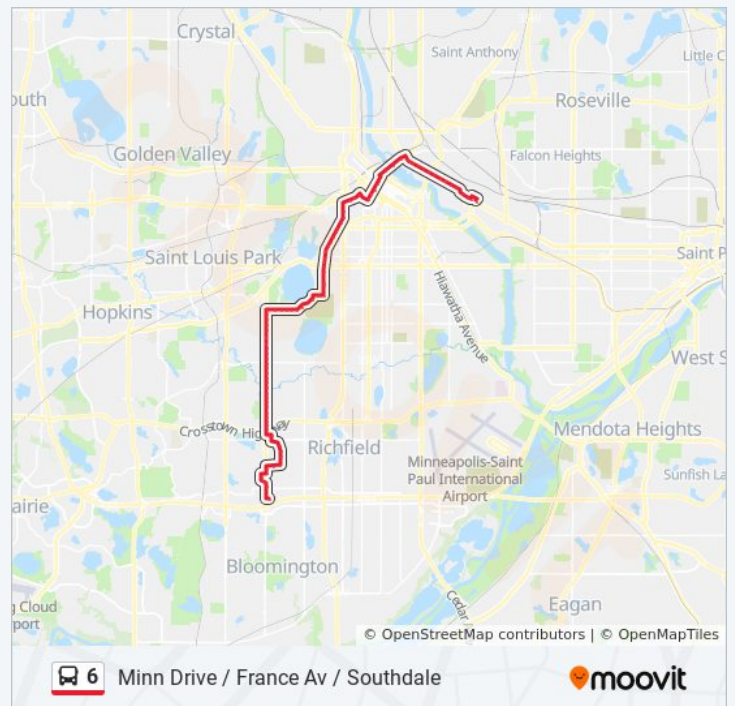 Crystal
Saint Anthony
Little C
outh
Roseville
Golden Valley
Falcon Heights
Saint Louis Park
Saint P
Hopkins
Hiawatha Avenue
West S
Crosstown Highway
Richfield
Mendota Heights
Minneapolis-Saint
Paul International
Airport
Sunfish La
airie
Bloomington
g Cloud
port
Cedar A
Eagan
© OpenStreetMap contributors | © OpenMapTiles
6 Minn Drive / France Av / Southdale
moovit